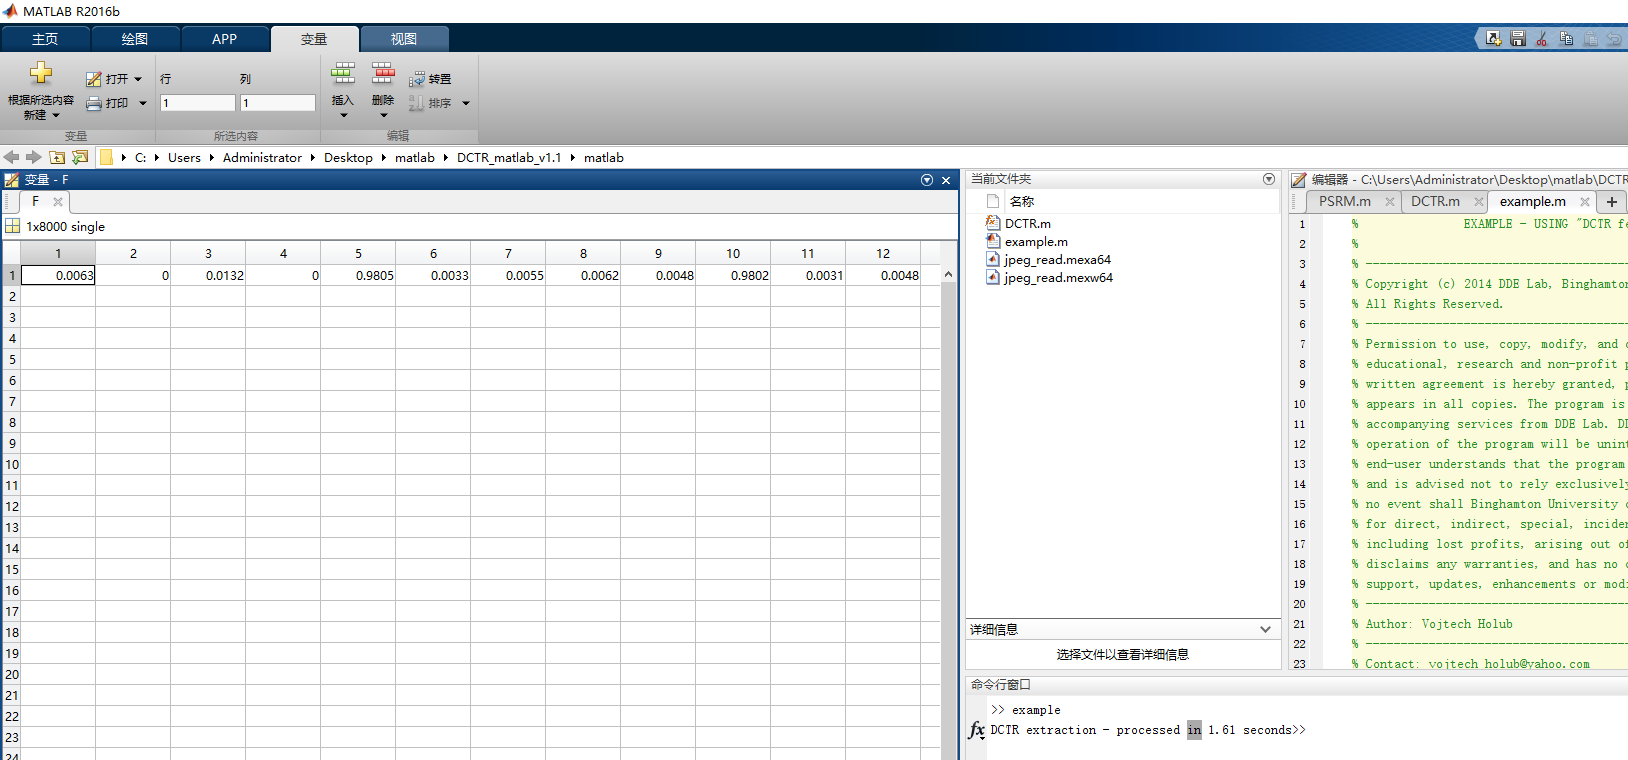 MATLAB R2016b
主页 绘图 APP 变量 视图
根据所选内容
新建
打开
打印
变量
行 列
1 1
所选内容
插入 删除 转置
排序
编辑
C: Users Administrator Desktop matlab DCTR_matlab_v1.1 matlab
变量 - F
F
1x8000 single
1 2 3 4 5 6 7 8 9 10 11 12
1 0.0063 0 0.0132 0 0.9805 0.0033 0.0055 0.0062 0.0048 0.9802 0.0031 0.0048
2
3
4
5
6
7
8
9
10
11
12
13
14
15
16
17
18
19
20
21
22
23
24
当前文件夹
名称
DCTR.m
example.m
jpeg_read.mexa64
jpeg_read.mexw64
详细信息
选择文件以查看详细信息
编辑器 - C:\Users\Administrator\Desktop\matlab\DCTR
PSRM.m DCTR.m example.m
1 % EXAMPLE - USING "DCTR fe
2 %
3 % -------------------------------------
4 % Copyright (c) 2014 DDE Lab, Binghamton
5 % All Rights Reserved.
6 % -------------------------------------
7 % Permission to use, copy, modify, and
8 % educational, research and non-profit p
9 % written agreement is hereby granted, p
10 % appears in all copies. The program is
11 % accompanying services from DDE Lab. DD
12 % operation of the program will be unint
13 % end-user understands that the program
14 % and is advised not to rely exclusively
15 % no event shall Binghamton University
16 % for direct, indirect, special, inciden
17 % including lost profits, arising out of
18 % disclaims any warranties, and has no
19 % support, updates, enhancements or modi
20 % -------------------------------------
21 % Author: Vojtech Holub
22 % -------------------------------------
23 % Contact: vojtech_holub@yahoo.com
命令行窗口
>> example
fx DCTR extraction - processed in 1.61 seconds>>